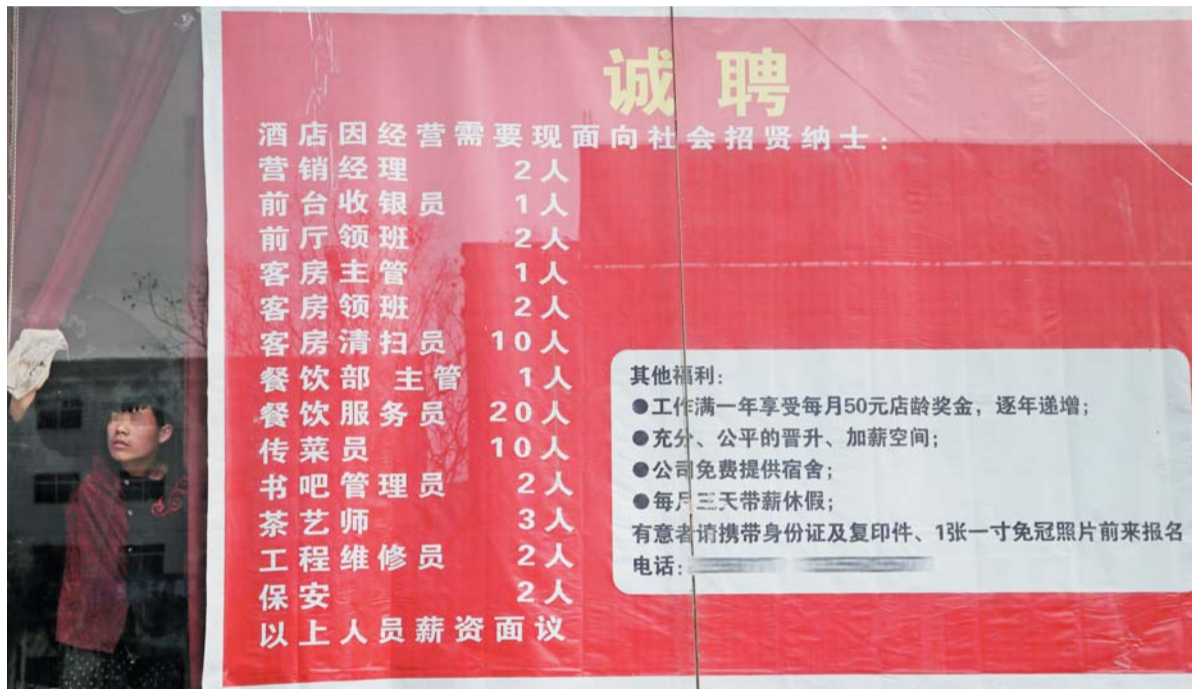 诚聘
酒店因经营需要现面向社会招贤纳士：
营销经理 2人
前台收银员 1人
前厅领班 2人
客房主管 1人
客房领班 2人
客房清扫员 10人
餐饮部 主管 1人
餐饮服务员 20人
传菜员 10人
书吧管理员 2人
茶艺师 3人
工程维修员 2人
保安 2人
以上人员薪资面议
其他福利：
●工作满一年享受每月50元店龄奖金，逐年递增；
●充分、公平的晋升、加薪空间；
●公司免费提供宿舍；
●每月三天带薪休假；
有意者请携带身份证及复印件、1张一寸免冠照片前来报名
电话：